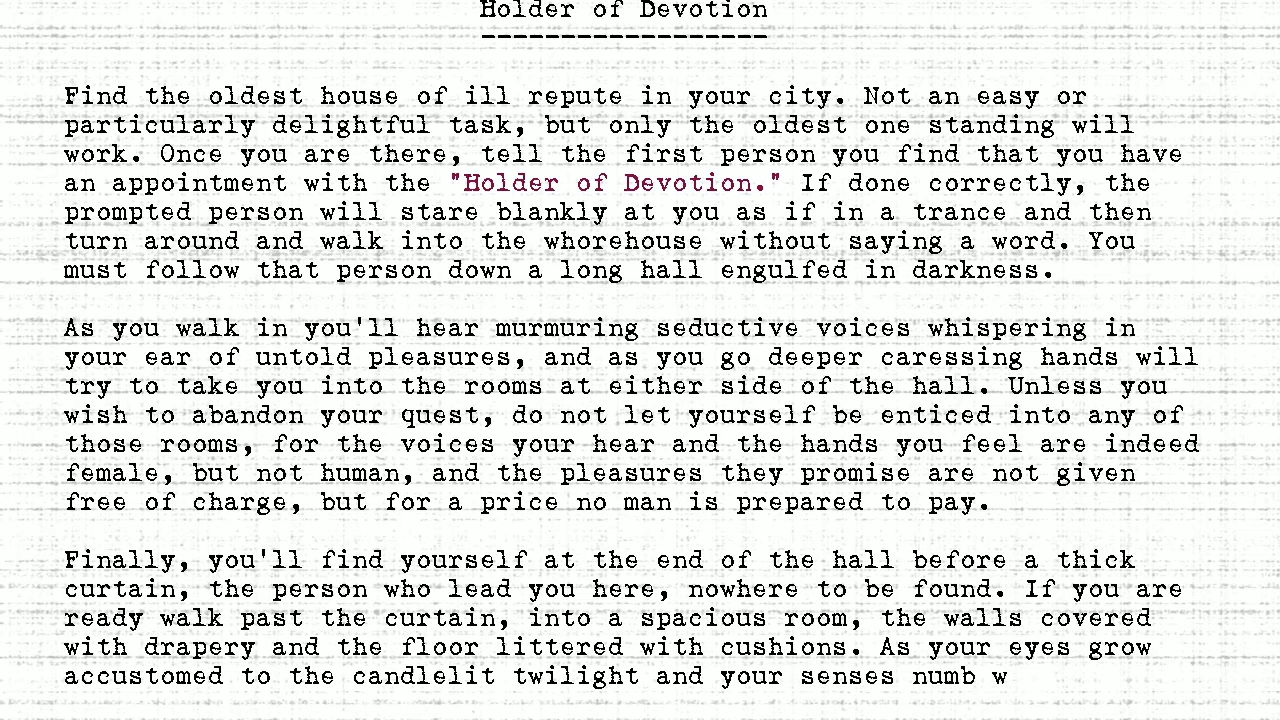 Holder of Devotion
------------------
Find the oldest house of ill repute in your city. Not an easy or
particularly delightful task, but only the oldest one standing will
work. Once you are there, tell the first person you find that you have
an appointment with the "Holder of Devotion." If done correctly, the
prompted person will stare blankly at you as if in a trance and then
turn around and walk into the whorehouse without saying a word. You
must follow that person down a long hall engulfed in darkness.
As you walk in you'll hear murmuring seductive voices whispering in
your ear of untold pleasures, and as you go deeper caressing hands will
try to take you into the rooms at either side of the hall. Unless you
wish to abandon your quest, do not let yourself be enticed into any of
those rooms, for the voices your hear and the hands you feel are indeed
female, but not human, and the pleasures they promise are not given
free of charge, but for a price no man is prepared to pay.
Finally, you'll find yourself at the end of the hall before a thick
curtain, the person who lead you here, nowhere to be found. If you are
ready walk past the curtain, into a spacious room, the walls covered
with drapery and the floor littered with cushions. As your eyes grow
accustomed to the candlelit twilight and your senses numb w